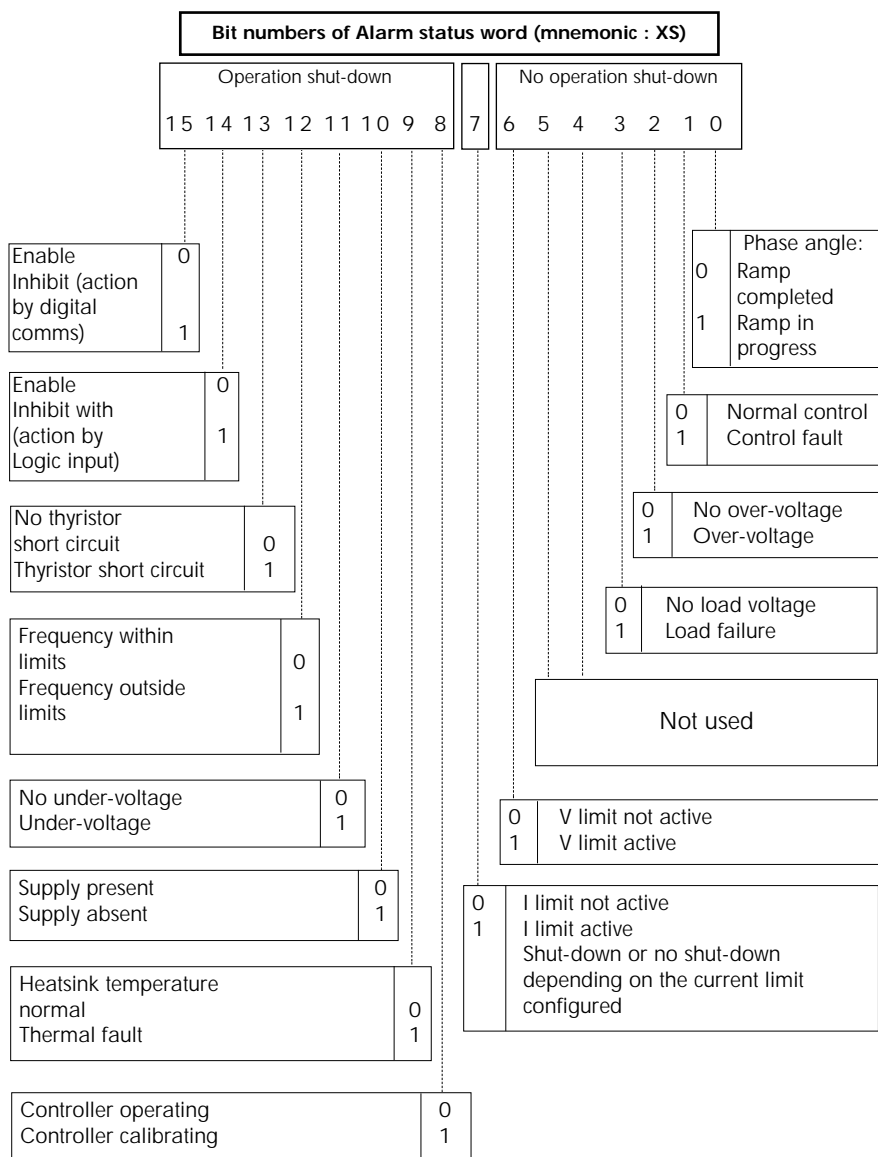 Bit numbers of Alarm status word (mnemonic : XS)
Operation shut-down
No operation shut-down
15 14 13 12 11 10 9 8
7
6 5 4 3 2 1 0
Enable 0
Inhibit (action
by digital
comms) 1
Enable 0
Inhibit with
(action by 1
Logic input)
No thyristor
short circuit 0
Thyristor short circuit 1
Frequency within
limits 0
Frequency outside
limits 1
No under-voltage 0
Under-voltage 1
Supply present 0
Supply absent 1
Heatsink temperature
normal 0
Thermal fault 1
Controller operating 0
Controller calibrating 1
Phase angle:
0 Ramp
completed
1 Ramp in
progress
0 Normal control
1 Control fault
0 No over-voltage
1 Over-voltage
0 No load voltage
1 Load failure
Not used
0 V limit not active
1 V limit active
0 I limit not active
1 I limit active
Shut-down or no shut-down
depending on the current limit
configured